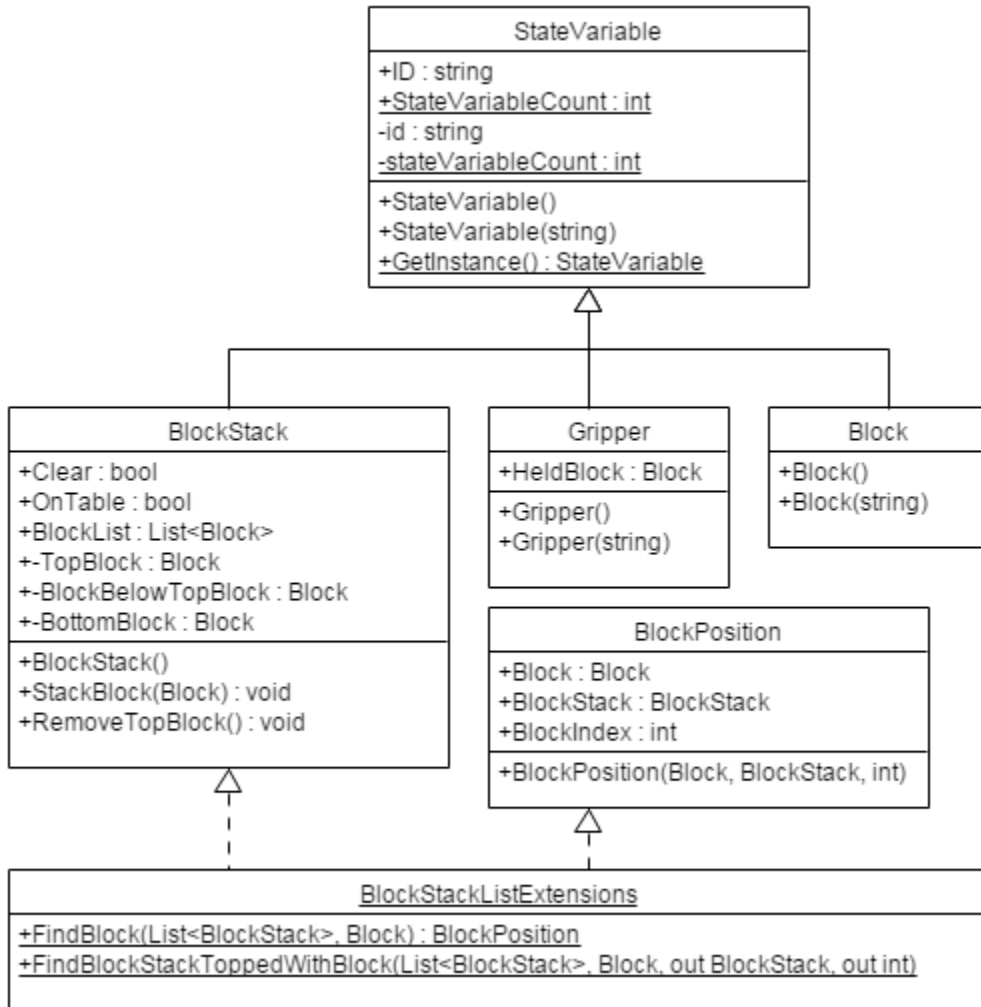 StateVariable
+ID : string
+StateVariableCount : int
-id : string
-stateVariableCount : int
+StateVariable()
+StateVariable(string)
+GetInstance() : StateVariable
BlockStack
+Clear : bool
+OnTable : bool
+BlockList : List<Block>
+-TopBlock : Block
+-BlockBelowTopBlock : Block
+-BottomBlock : Block
+BlockStack()
+StackBlock(Block) : void
+RemoveTopBlock() : void
Gripper
+HeldBlock : Block
+Gripper()
+Gripper(string)
Block
+Block()
+Block(string)
BlockPosition
+Block : Block
+BlockStack : BlockStack
+BlockIndex : int
+BlockPosition(Block, BlockStack, int)
BlockStackListExtensions
+FindBlock(List<BlockStack>, Block) : BlockPosition
+FindBlockStackToppedWithBlock(List<BlockStack>, Block, out BlockStack, out int)